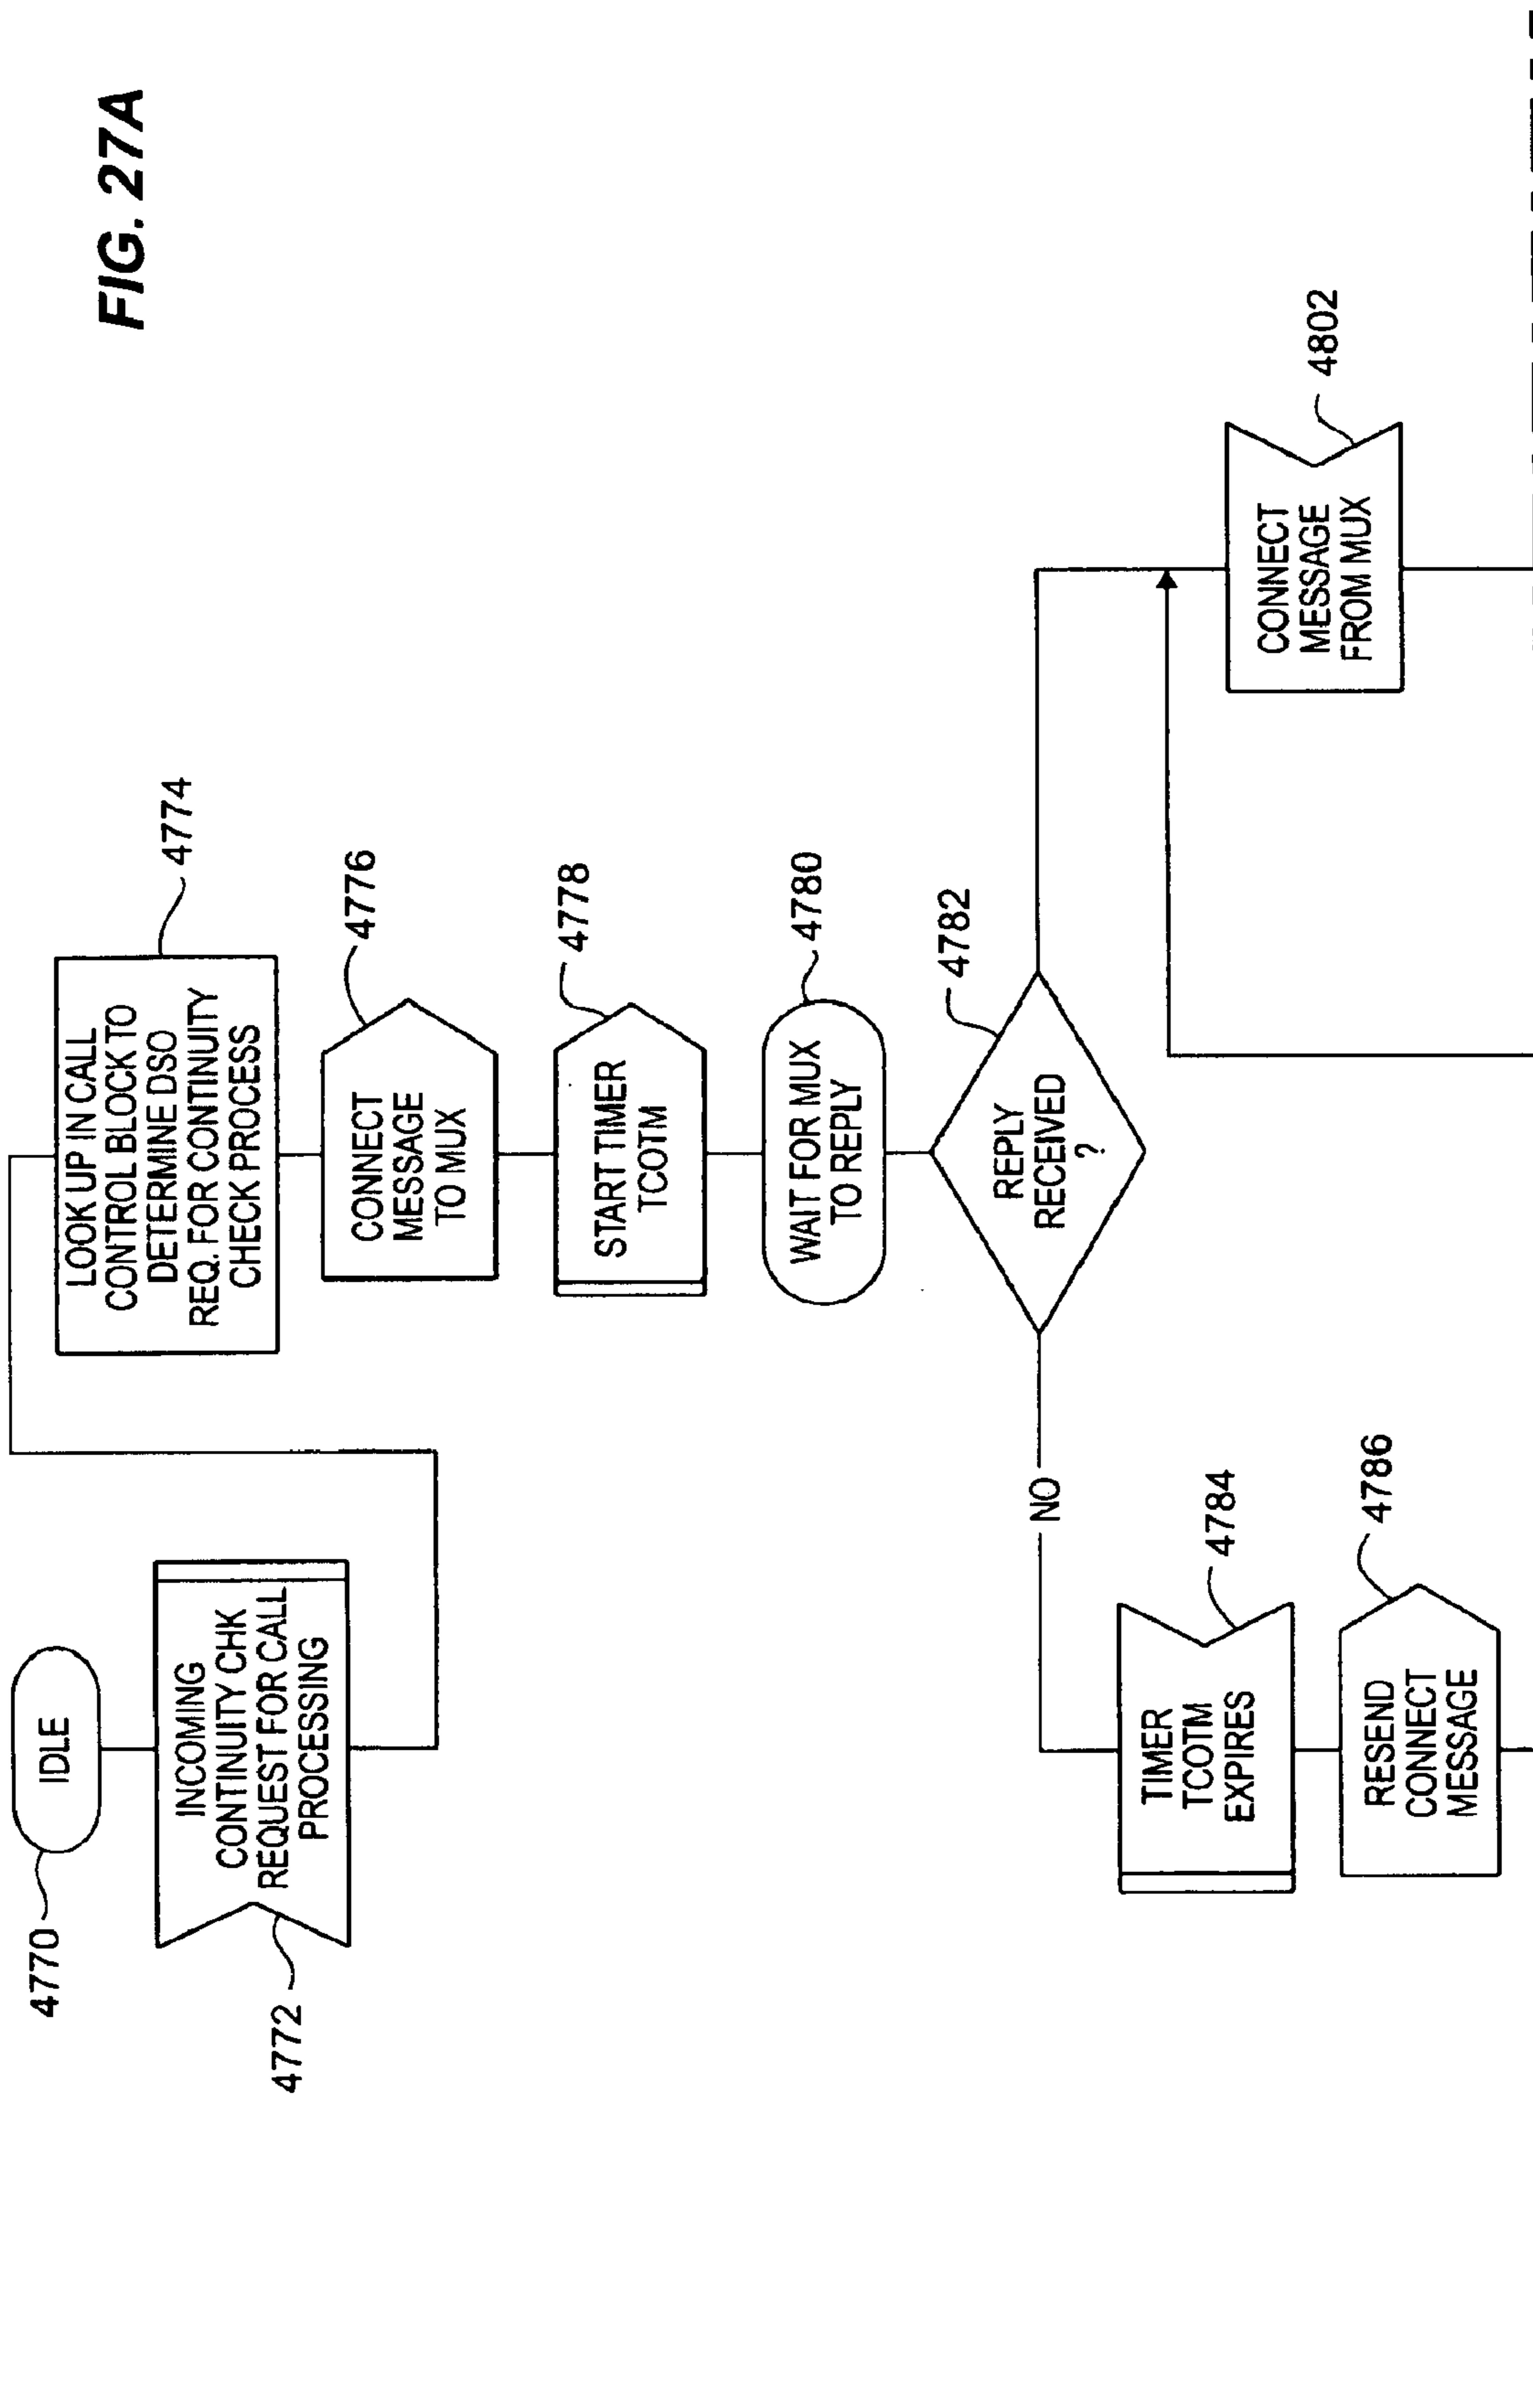 FIG. 27A
4770
IDLE
4772
INCOMING
CONTINUITY CHK
REQUEST FOR CALL
PROCESSING
LOOK UP IN CALL
CONTROL BLOCK TO
DETERMINE DSO
REQ. FOR CONTINUITY
CHECK PROCESS
4774
CONNECT
MESSAGE
TO MUX
4776
START TIMER
TCOTM
4778
WAIT FOR MUX
TO REPLY
4780
REPLY
RECEIVED
?
4782
NO
TIMER
TCOTM
EXPIRES
4784
RESEND
CONNECT
MESSAGE
4786
CONNECT
MESSAGE
FROM MUX
4802